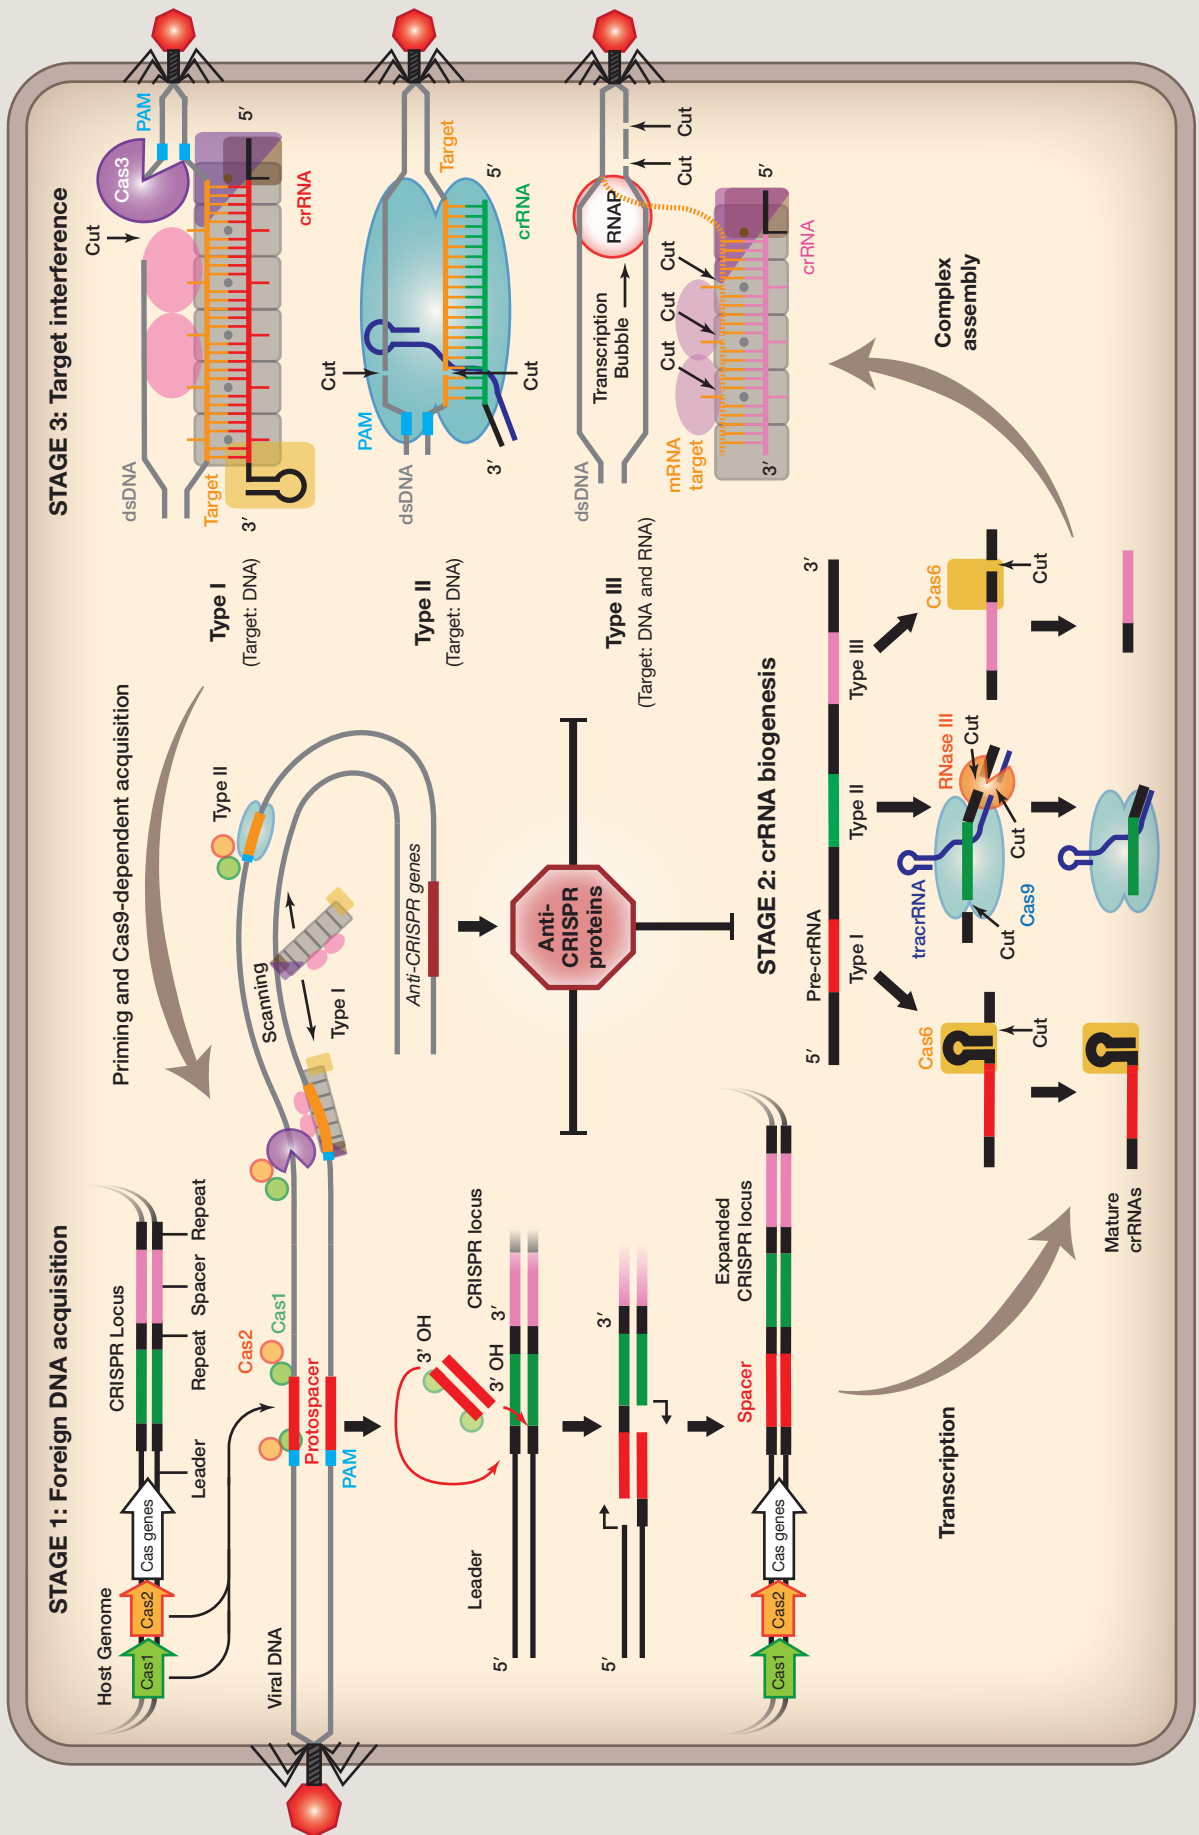 STAGE 1: Foreign DNA acquisition
Host Genome
Cas1
Cas2
Cas genes
CRISPR Locus
Leader
Repeat
Spacer
Repeat
Viral DNA
Cas2
Cas1
Protospacer
PAM
3′ OH
3′ OH
CRISPR locus
Leader
5′
3′
5′
3′
Spacer
Expanded
CRISPR locus
Cas1
Cas2
Cas genes
Priming and Cas9-dependent acquisition
Type II
Scanning
Type I
Anti-CRISPR genes
Anti-
CRISPR
proteins
Transcription
STAGE 2: crRNA biogenesis
Pre-crRNA
5′
3′
Type I
Type II
Type III
Cas6
Cut
tracrRNA
Cas9
Cut
Cut
RNase III
Cut
Cas6
Cut
Mature
crRNAs
Complex
assembly
STAGE 3: Target interference
Type I
(Target: DNA)
dsDNA
Target
3′
Cut
Cas3
PAM
5′
crRNA
Type II
(Target: DNA)
dsDNA
PAM
Cut
Cut
Target
3′
5′
crRNA
Type III
(Target: DNA and RNA)
dsDNA
Transcription
Bubble
RNAP
Cut
Cut
mRNA
target
Cut
Cut
Cut
3′
5′
crRNA